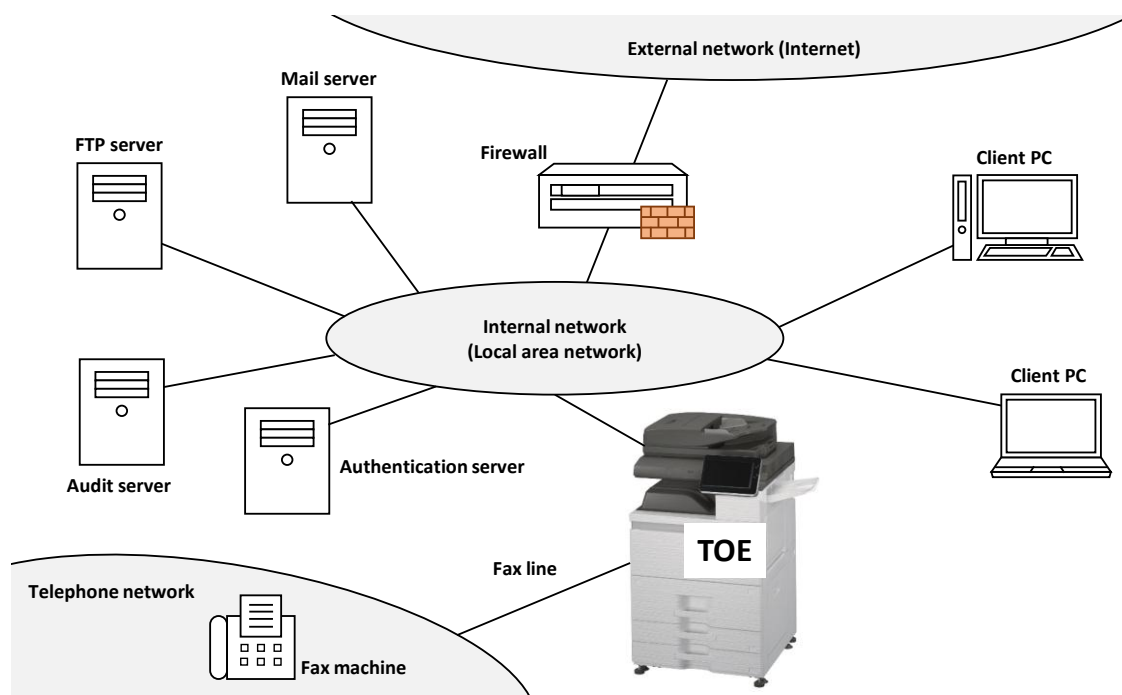 External network (Internet)
Mail server
FTP server
Firewall
Client PC
Internal network
(Local area network)
Client PC
Audit server
Authentication server
TOE
Fax line
Telephone network
Fax machine